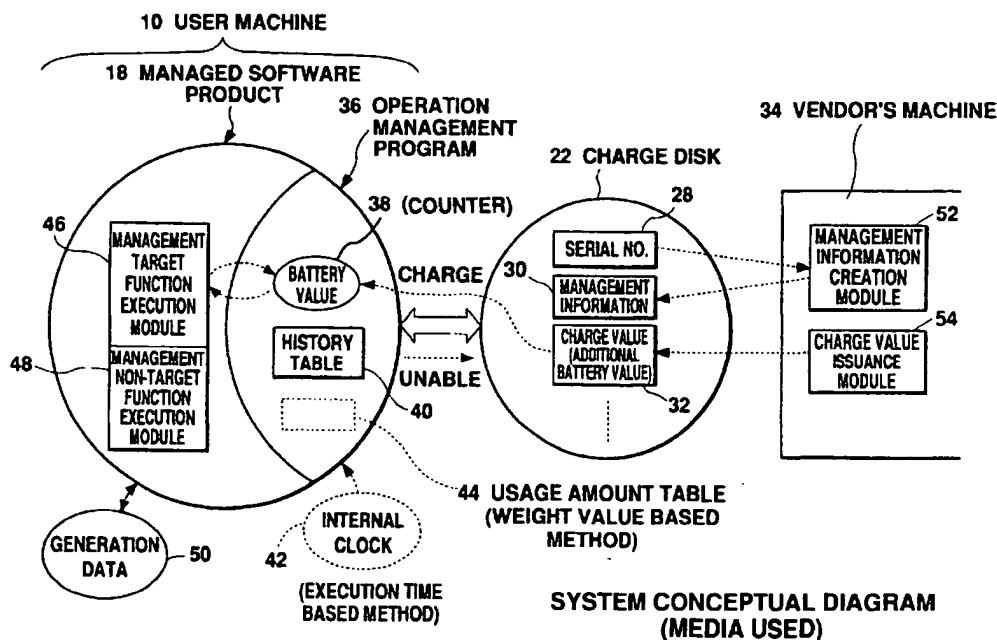 10 USER MACHINE
18 MANAGED SOFTWARE
PRODUCT
36 OPERATION
MANAGEMENT
PROGRAM
34 VENDOR'S MACHINE
22 CHARGE DISK
38 (COUNTER)
28
52
46
MANAGEMENT
TARGET
FUNCTION
EXECUTION
MODULE
BATTERY
VALUE
CHARGE
SERIAL NO.
30
MANAGEMENT
INFORMATION
MANAGEMENT
INFORMATION
CREATION
MODULE
54
48
MANAGEMENT
NON-TARGET
FUNCTION
EXECUTION
MODULE
HISTORY
TABLE
UNABLE
CHARGE VALUE
(ADDITIONAL
BATTERY VALUE)
CHARGE VALUE
ISSUANCE
MODULE
40
32
44 USAGE AMOUNT TABLE
(WEIGHT VALUE BASED
METHOD)
GENERATION
DATA
50
42
INTERNAL
CLOCK
(EXECUTION TIME
BASED METHOD)
SYSTEM CONCEPTUAL DIAGRAM
(MEDIA USED)